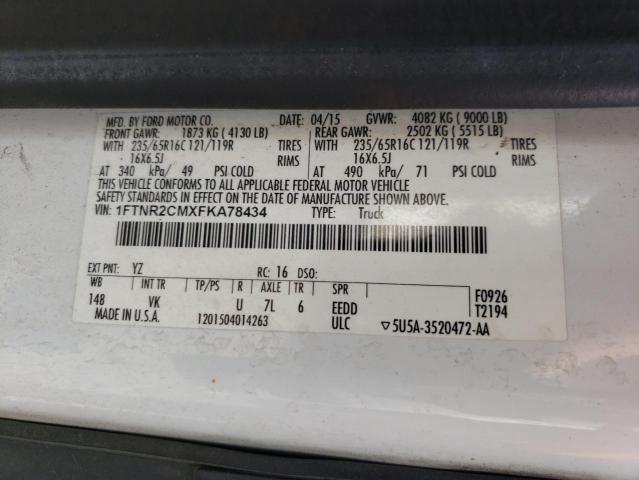 MFD. BY FORD MOTOR CO. DATE: 04/15 GVWR: 4082 KG ( 9000 LB)
FRONT GAWR: 1873 KG ( 4130 LB) REAR GAWR: 2502 KG ( 5515 LB)
WITH 235/65R16C 121/119R TIRES WITH 235/65R16C 121/119R TIRES
16X6.5J RIMS 16X6.5J RIMS
AT 340 kPa/ 49 PSI COLD AT 490 kPa/ 71 PSI COLD
THIS VEHICLE COMFORMS TO ALL APPLICABLE FEDERAL MOTOR VEHICLE
SAFETY STANDARDS IN EFFECT ON THE DATE OF MANUFACTURE SHOWN ABOVE.
VIN: 1FTNR2CMXFKA78434 TYPE: Truck
EXT PNT: YZ RC: 16 DSO:
WB INT TR TP/PS R AXLE TR SPR F0926
148 VK U 7L 6 EEDD T2194
MADE IN U.S.A. 1201504014263 ULC ▽5U5A-3520472-AA